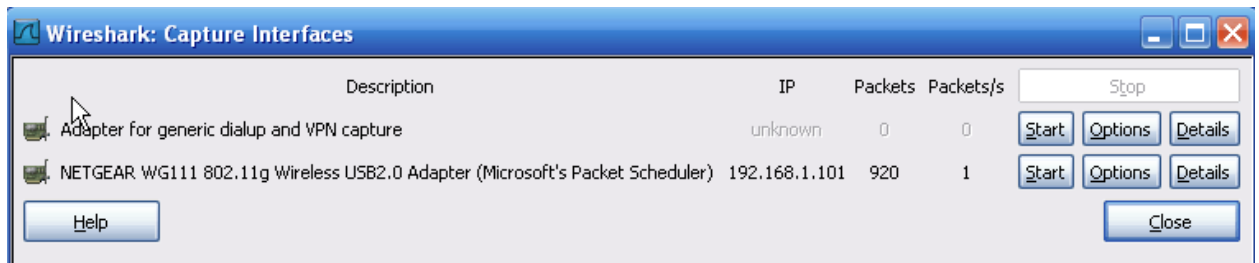 Wireshark: Capture Interfaces
Description IP Packets Packets/s Stop
Adapter for generic dialup and VPN capture unknown 0 0 Start Options Details
NETGEAR WG111 802.11g Wireless USB2.0 Adapter (Microsoft's Packet Scheduler) 192.168.1.101 920 1 Start Options Details
Help Close